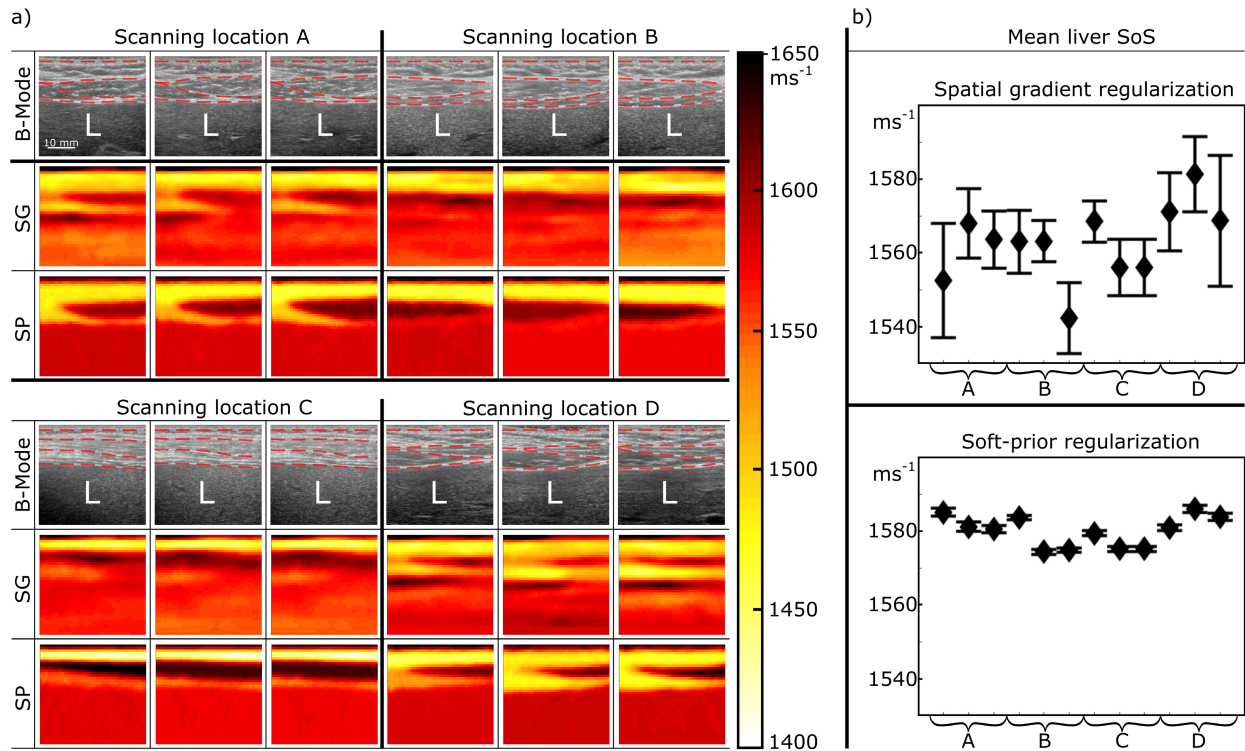 a)
Scanning location A
Scanning location B
B-Mode
10 mm
L
L
L
L
L
L
SG
SP
Scanning location C
Scanning location D
B-Mode
L
L
L
L
L
L
SG
SP
1650
ms⁻¹
1600
1550
1500
1450
1400
b)
Mean liver SoS
Spatial gradient regularization
ms⁻¹
1580
1560
1540
A
B
C
D
Soft-prior regularization
ms⁻¹
1580
1560
1540
A
B
C
D